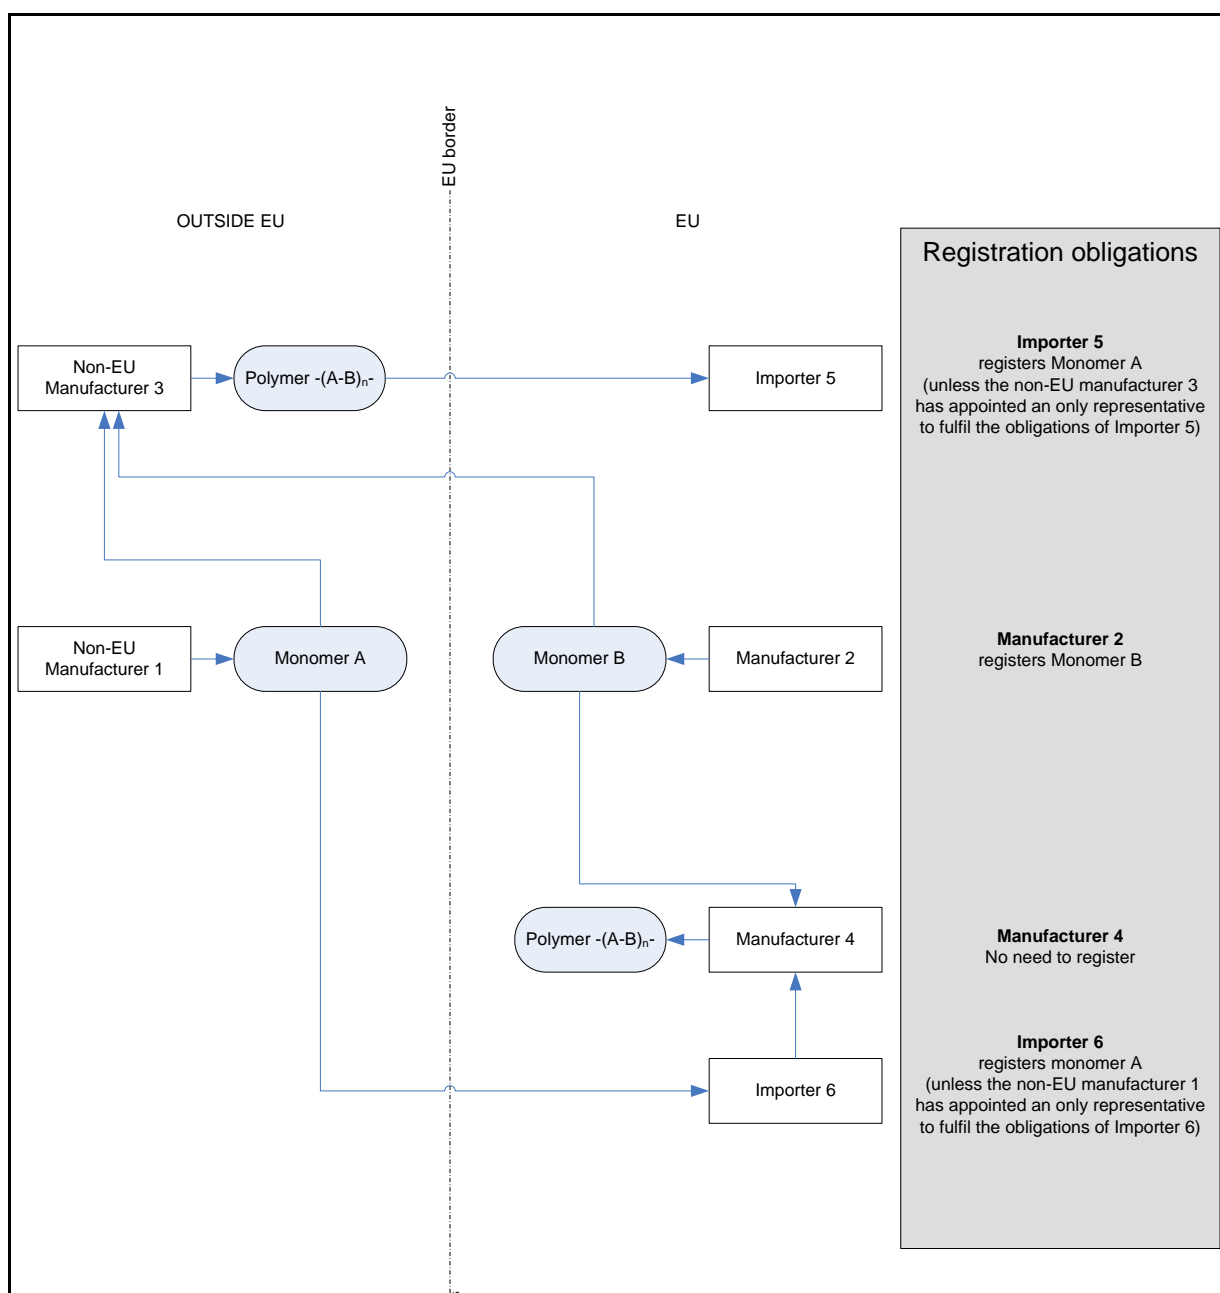 EU border
OUTSIDE EU
EU
Registration obligations
Non-EU
Manufacturer 3
Polymer -(A-B)n-
Importer 5
Importer 5
registers Monomer A
(unless the non-EU manufacturer 3
has appointed an only representative
to fulfil the obligations of Importer 5)
Non-EU
Manufacturer 1
Monomer A
Monomer B
Manufacturer 2
Manufacturer 2
registers Monomer B
Polymer -(A-B)n-
Manufacturer 4
Manufacturer 4
No need to register
Importer 6
Importer 6
registers monomer A
(unless the non-EU manufacturer 1
has appointed an only representative
to fulfil the obligations of Importer 6)